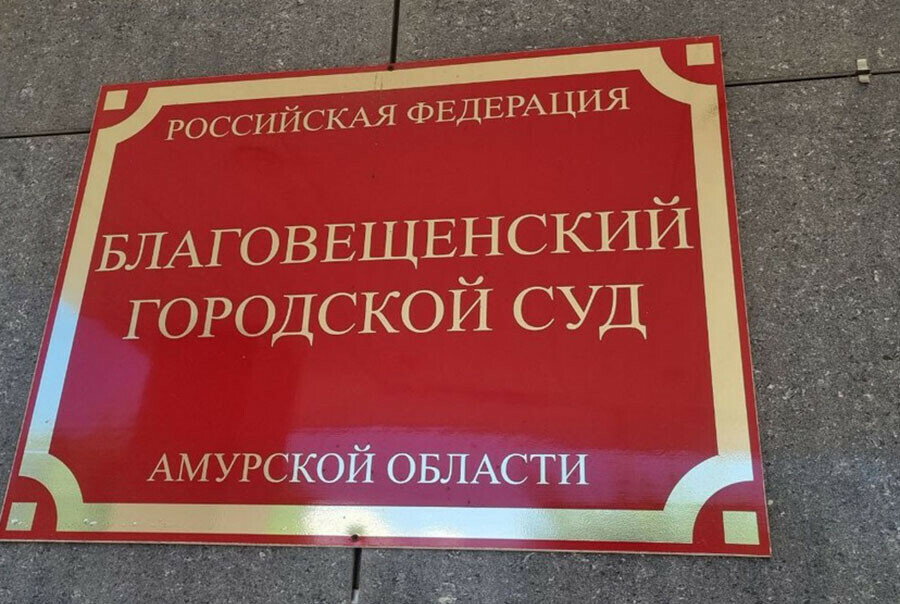 РОССИЙСКАЯ ФЕДЕРАЦИЯ
БЛАГОВЕЩЕНСКИЙ
ГОРОДСКОЙ СУД
АМУРСКОЙ ОБЛАСТИ